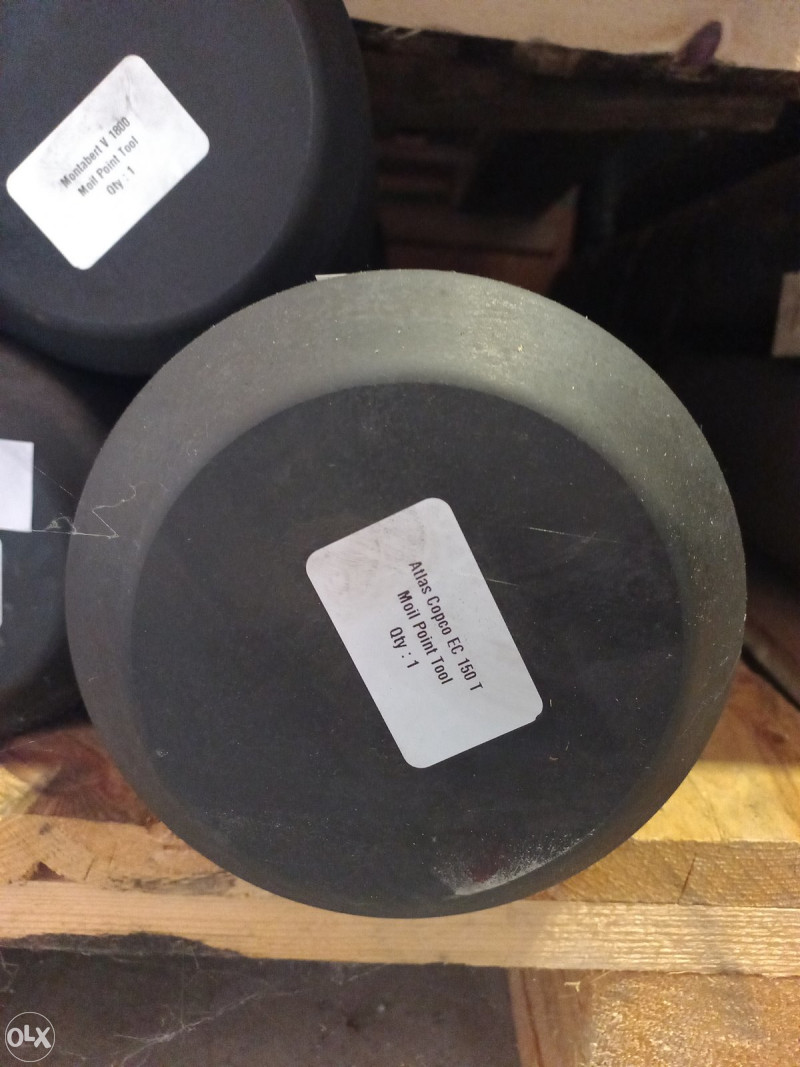 Montabert V 1800
Moil Point Tool
Qty : 1
Atlas Copco EC 150 T
Moil Point Tool
Qty : 1
OLX